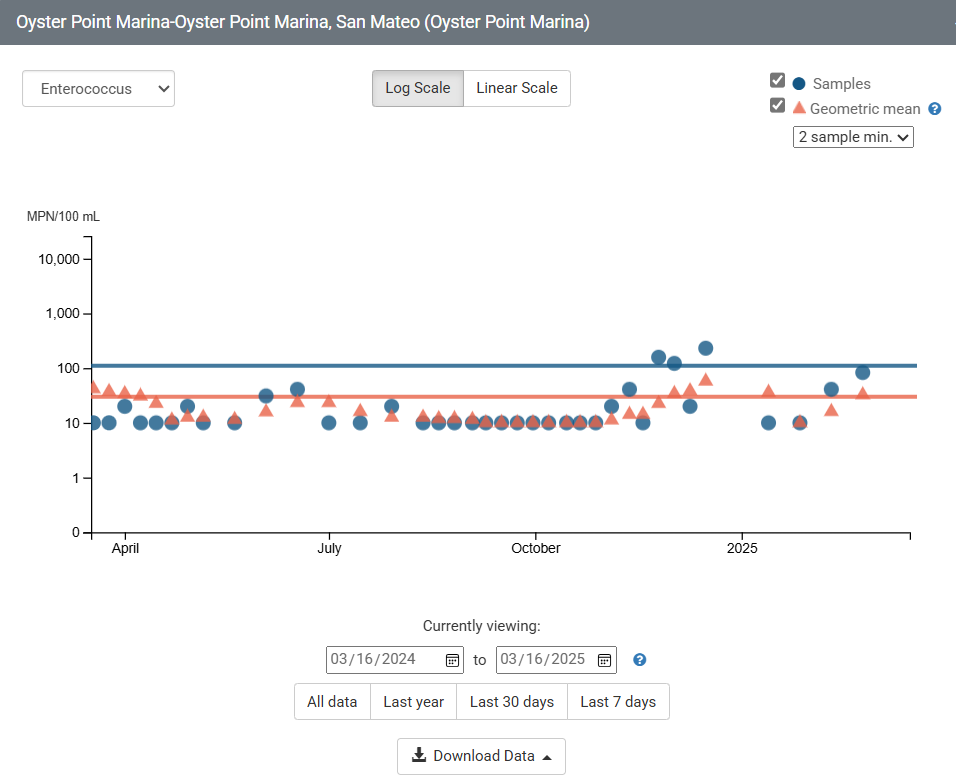 Oyster Point Marina-Oyster Point Marina, San Mateo (Oyster Point Marina)
Enterococcus
Log Scale
Linear Scale
Samples
Geometric mean
2 sample min.
MPN/100 mL
10,000
1,000
100
10
1
0
April
July
October
2025
Currently viewing:
03/16/2024 to 03/16/2025
All data
Last year
Last 30 days
Last 7 days
Download Data